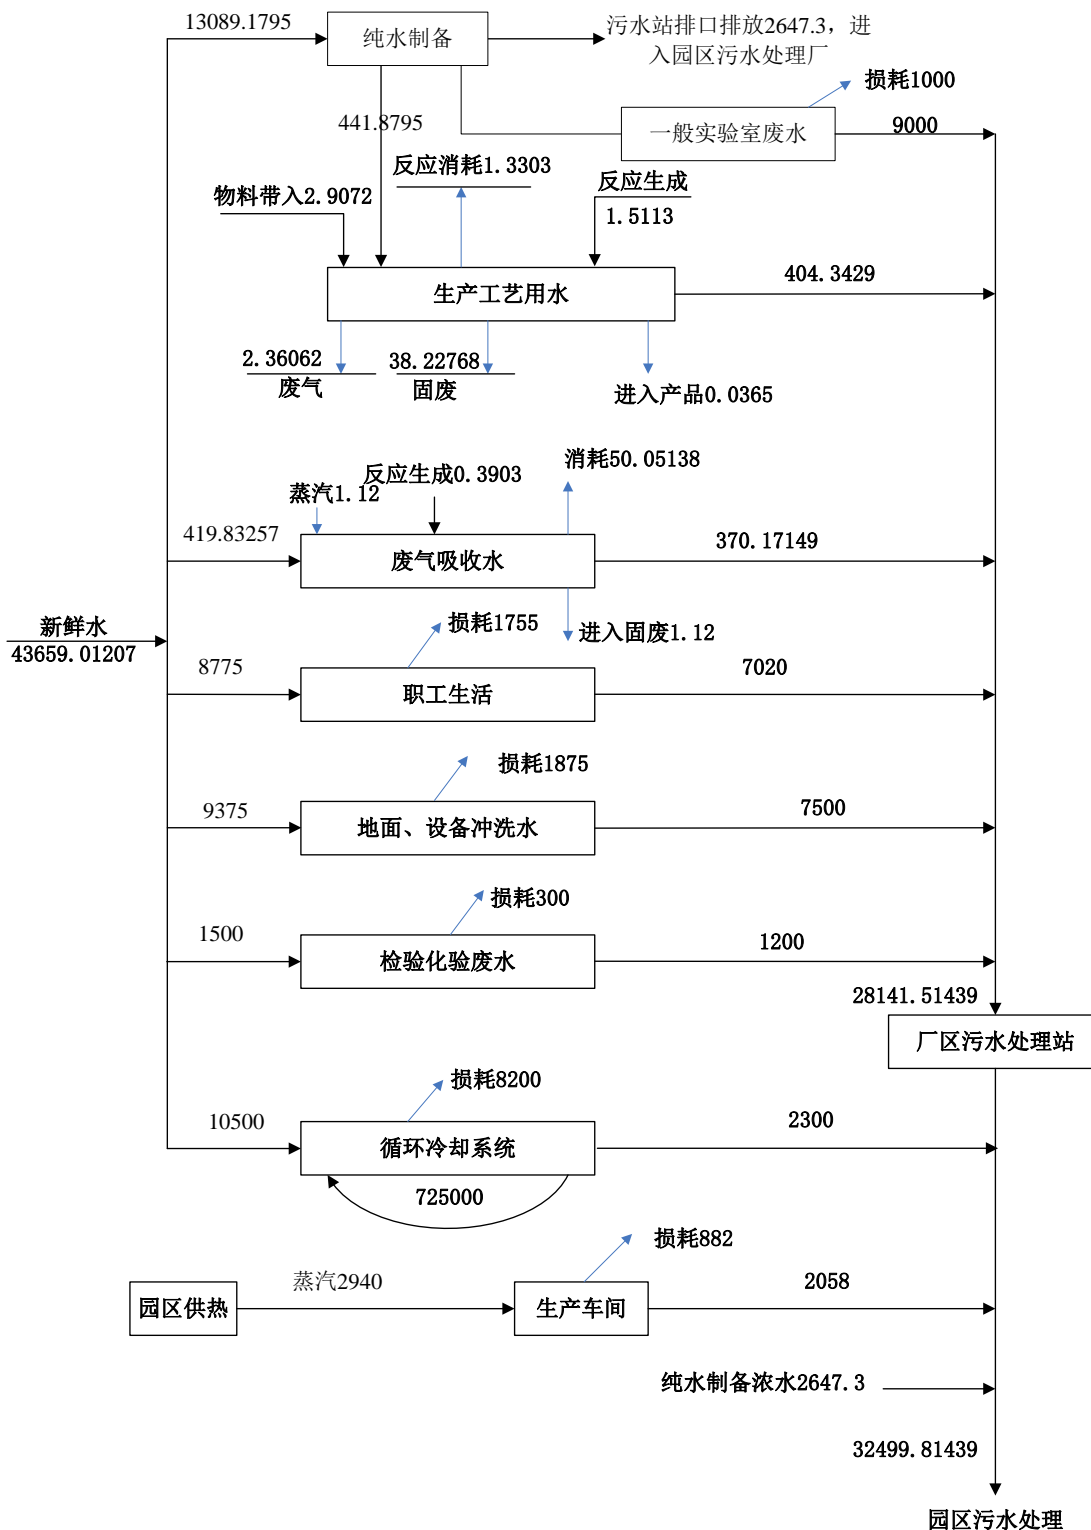 13089.1795
纯水制备
污水站排口排放2647.3，进
入园区污水处理厂
损耗1000
441.8795
一般实验室废水
9000
反应消耗1.3303
物料带入2.9072
反应生成
1.5113
生产工艺用水
404.3429
2.36062
废气
38.22768
固废
进入产品0.0365
消耗50.05138
反应生成0.3903
蒸汽1.12
419.83257
废气吸收水
370.17149
新鲜水
43659.01207
损耗1755
进入固废1.12
8775
职工生活
7020
损耗1875
9375
地面、设备冲洗水
7500
损耗300
1500
检验化验废水
1200
28141.51439
厂区污水处理站
损耗8200
10500
循环冷却系统
2300
725000
损耗882
园区供热
蒸汽2940
生产车间
2058
纯水制备浓水2647.3
32499.81439
园区污水处理